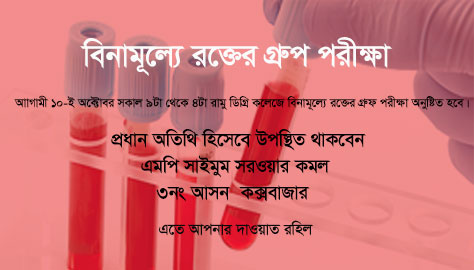 বিনামূল্যে রক্তের গ্রুপ পরীক্ষা
আাগামী ১০-ই অক্টোবর সকাল ৯টা থেকে ৪টা রামু ডিগ্রি কলেজে বিনামূল্যে রক্তের গ্রুফ পরীক্ষা অনুষ্টিত হবে।
প্রধান অতিথি হিসেবে উপস্থিত থাকবেন
এমপি সাইমুম সরওয়ার কমল
৩নং আসন কক্সবাজার
এতে আপনার দাওয়াত রহিল